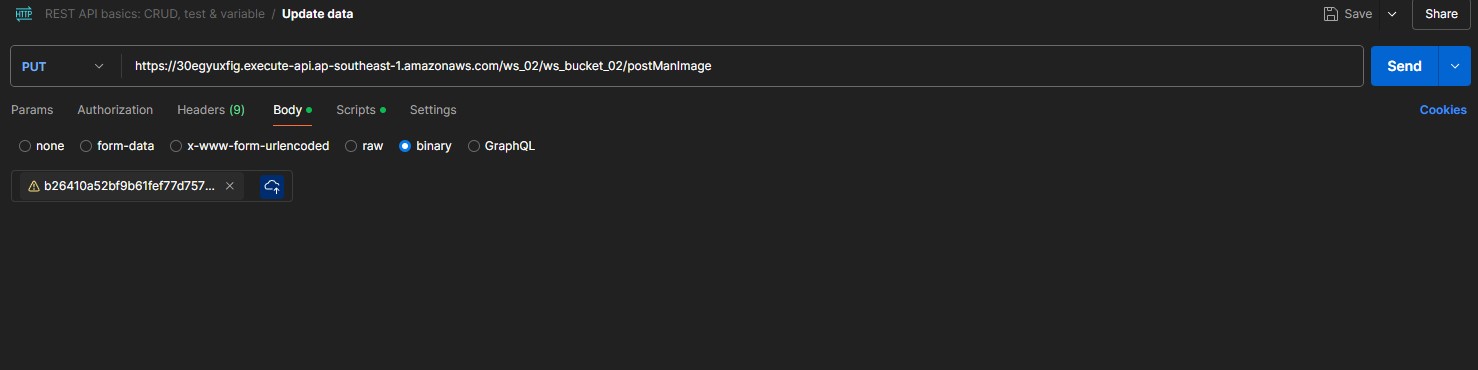 HTTP REST API basics: CRUD, test & variable / Update data Save Share
PUT https://30egyuxfig.execute-api.ap-southeast-1.amazonaws.com/ws_02/ws_bucket_02/postManImage Send
Params Authorization Headers (9) Body Scripts Settings Cookies
none form-data x-www-form-urlencoded raw binary GraphQL
b26410a52bf9b61fef77d757...